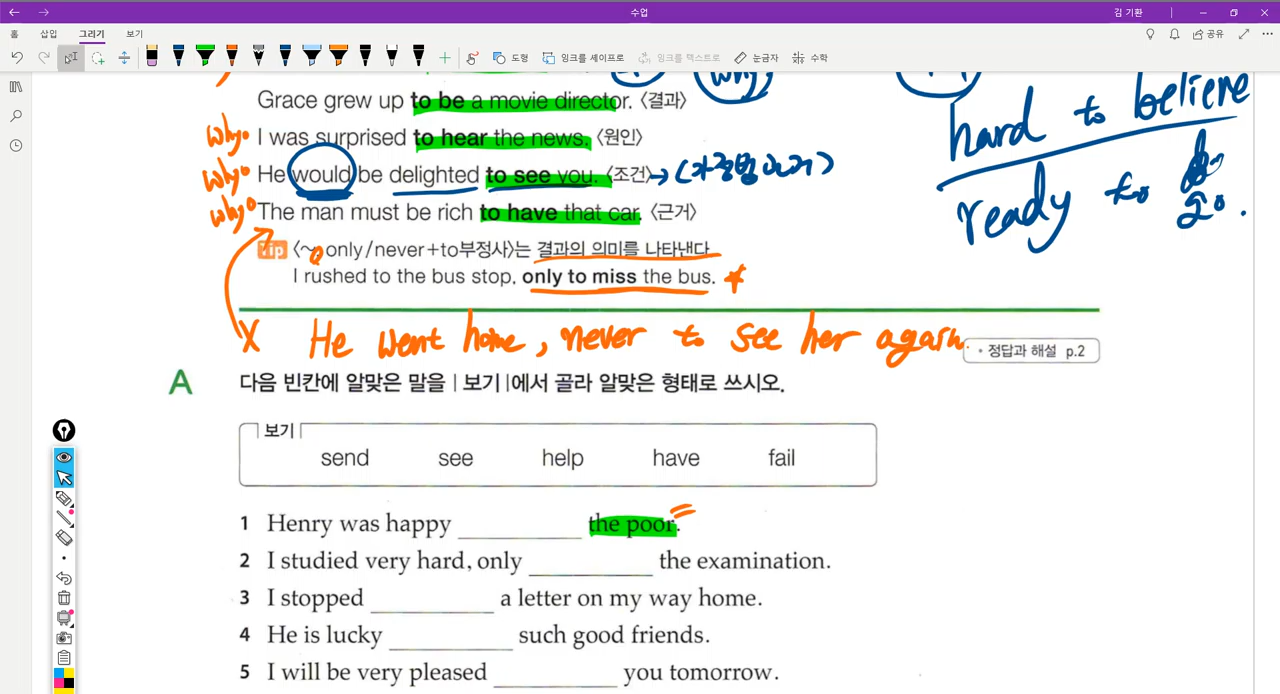 수업
김 기환
홈 삽입 그리기 보기
공유
도형 잉크를 셰이프로 잉크를 텍스트로 눈금자 수학
why?
Grace grew up to be a movie director. 〈결과〉
why? I was surprised to hear the news. 〈원인〉
why? He would be delighted to see you. 〈조건〉 →
why? The man must be rich to have that car. 〈근거〉
hard to believe
ready to go.
Tip 〈~, only/never+to부정사〉는 결과의 의미를 나타낸다.
I rushed to the bus stop, only to miss the bus.
He went home, never to see her again.
• 정답과 해설 p.2
A 다음 빈칸에 알맞은 말을 | 보기 |에서 골라 알맞은 형태로 쓰시오.
보기
send see help have fail
1 Henry was happy ____________ the poor.
2 I studied very hard, only ____________ the examination.
3 I stopped ____________ a letter on my way home.
4 He is lucky ____________ such good friends.
5 I will be very pleased ____________ you tomorrow.